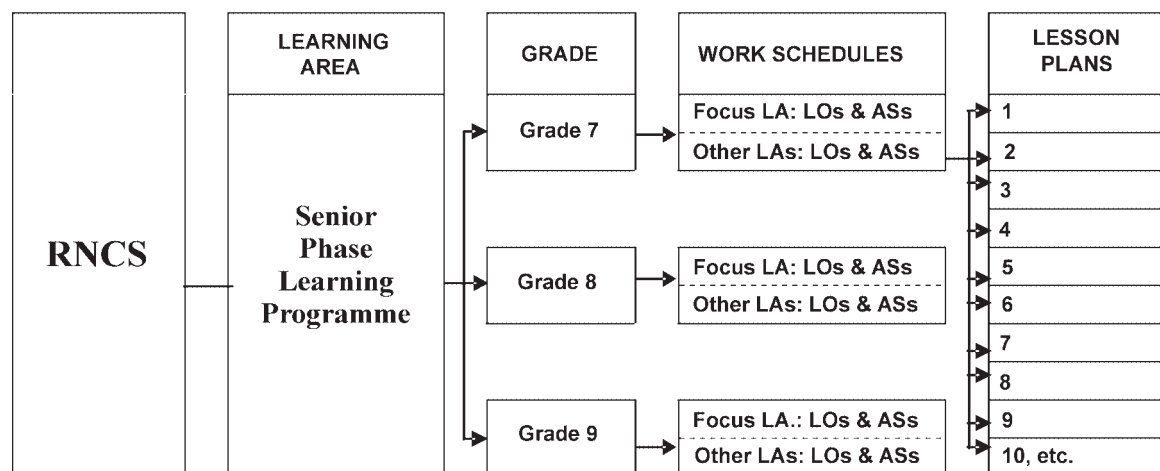 RNCS
LEARNING
AREA
Senior
Phase
Learning
Programme
GRADE
Grade 7
Grade 8
Grade 9
WORK SCHEDULES
Focus LA: LOs & ASs
Other LAs: LOs & ASs
Focus LA: LOs & ASs
Other LAs: LOs & ASs
Focus LA.: LOs & ASs
Other LAs: LOs & ASs
LESSON
PLANS
1
2
3
4
5
6
7
8
9
10, etc.